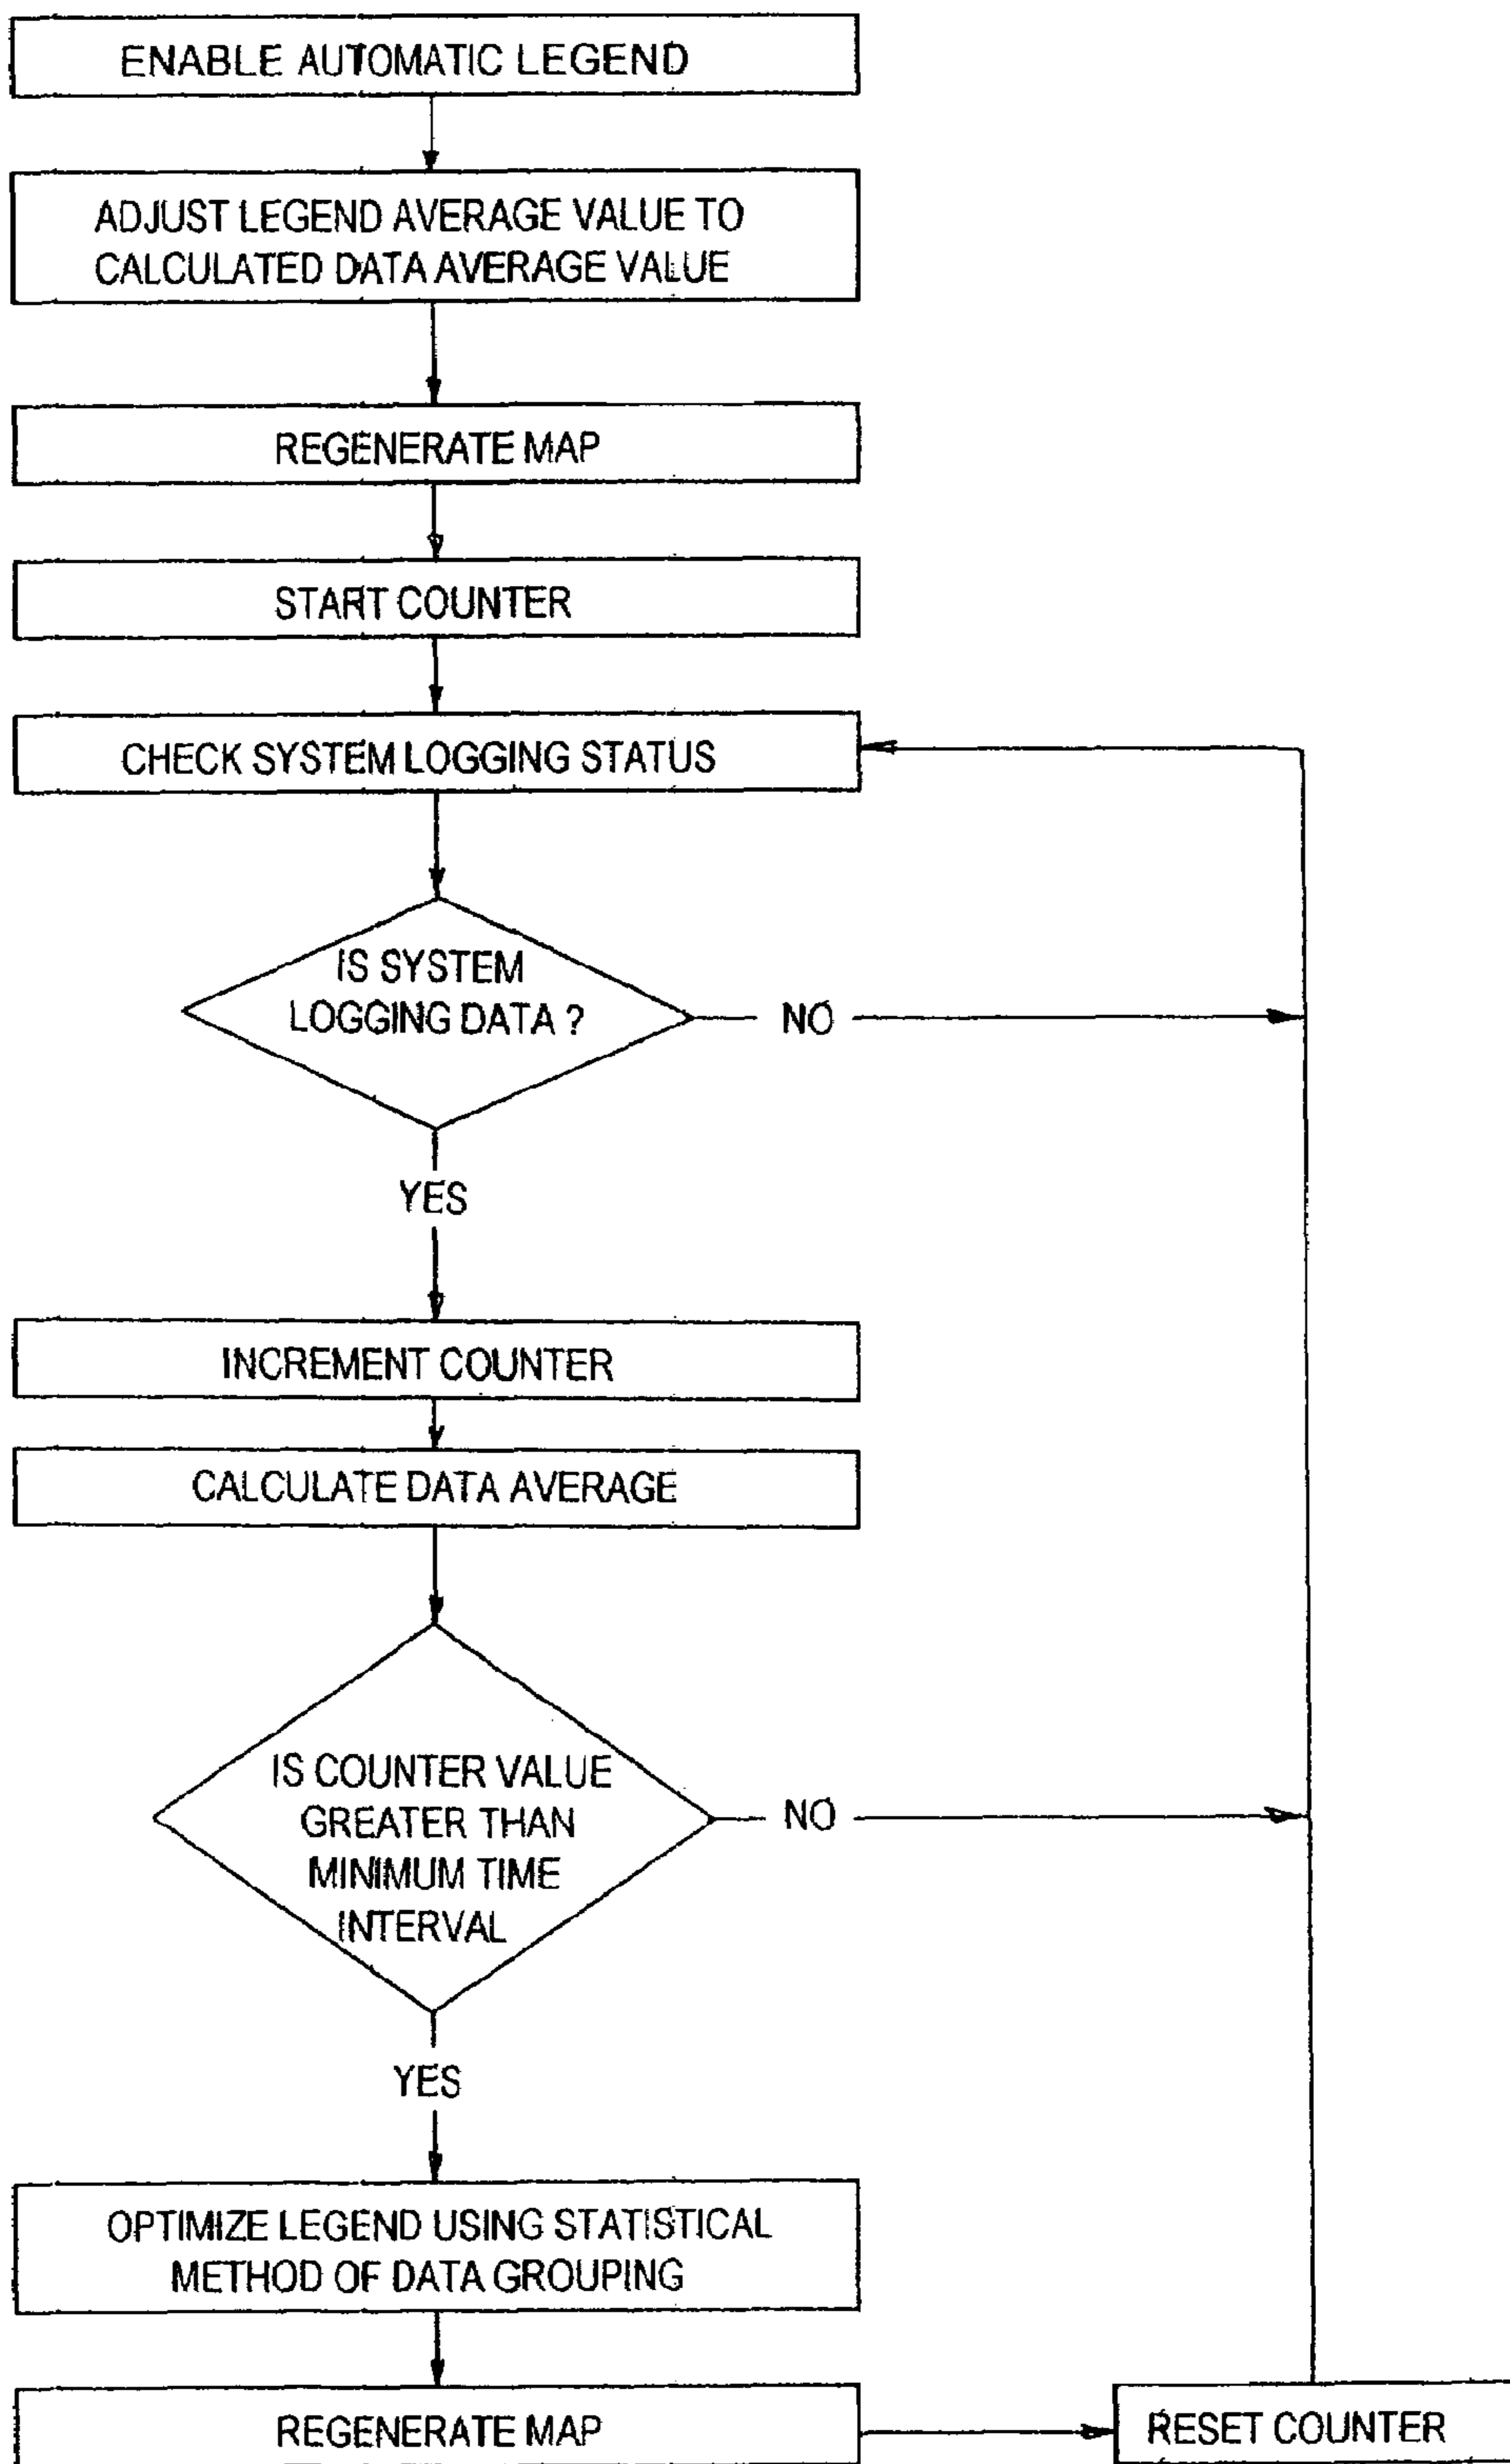 ENABLE AUTOMATIC LEGEND
ADJUST LEGEND AVERAGE VALUE TO
CALCULATED DATA AVERAGE VALUE
REGENERATE MAP
START COUNTER
CHECK SYSTEM LOGGING STATUS
IS SYSTEM
LOGGING DATA ?
NO
YES
INCREMENT COUNTER
CALCULATE DATA AVERAGE
IS COUNTER VALUE
GREATER THAN
MINIMUM TIME
INTERVAL
NO
YES
OPTIMIZE LEGEND USING STATISTICAL
METHOD OF DATA GROUPING
REGENERATE MAP
RESET COUNTER